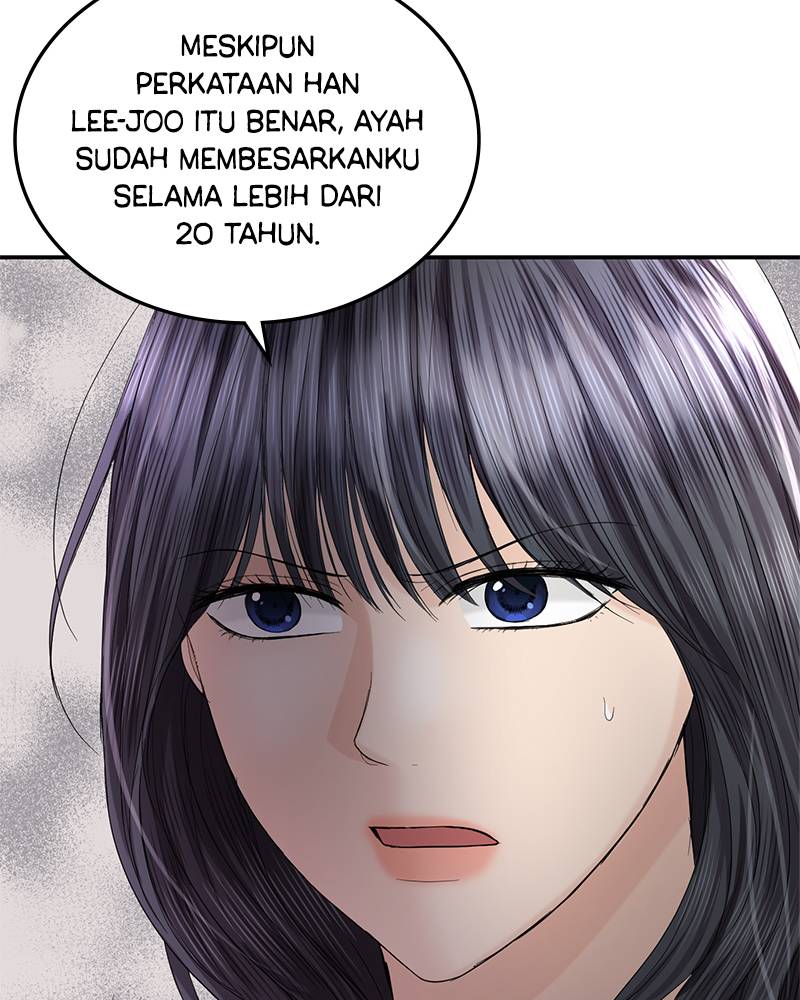 MESKIPUN
PERKATAAN HAN
LEE-JOO ITU BENAR, AYAH
SUDAH MEMBESARKANKU
SELAMA LEBIH DARI
20 TAHUN.